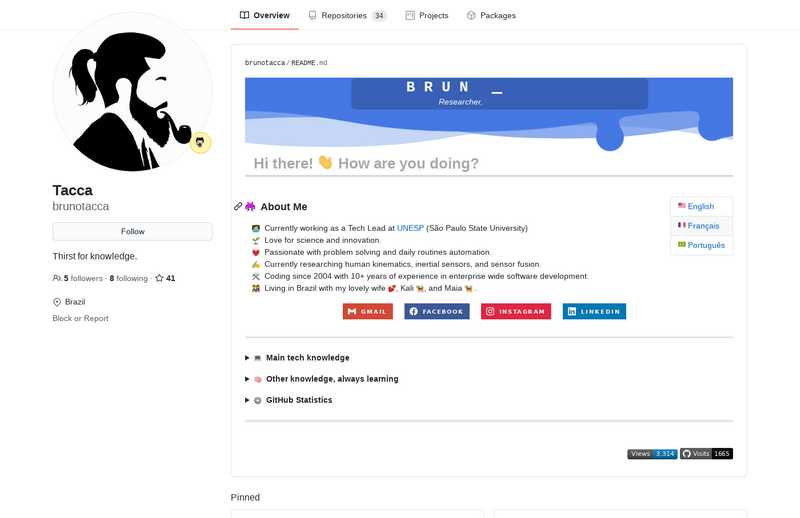 Overview Repositories 34 Projects Packages
brunotacca / README.md
BRUN _
Researcher,
Hi there! 👋 How are you doing?
Tacca
brunotacca
Follow
Thirst for knowledge.
5 followers · 8 following · 41
Brazil
Block or Report
About Me
English
Français
Português
Currently working as a Tech Lead at UNESP (São Paulo State University)
Love for science and innovation.
Passionate with problem solving and daily routines automation.
Currently researching human kinematics, inertial sensors, and sensor fusion.
Coding since 2004 with 10+ years of experience in enterprise wide software development.
Living in Brazil with my lovely wife 💕, Kali 🐕, and Maia 🐕 .
GMAIL FACEBOOK INSTAGRAM LINKEDIN
Main tech knowledge
Other knowledge, always learning
GitHub Statistics
Views 3,314 Visits 1665
Pinned